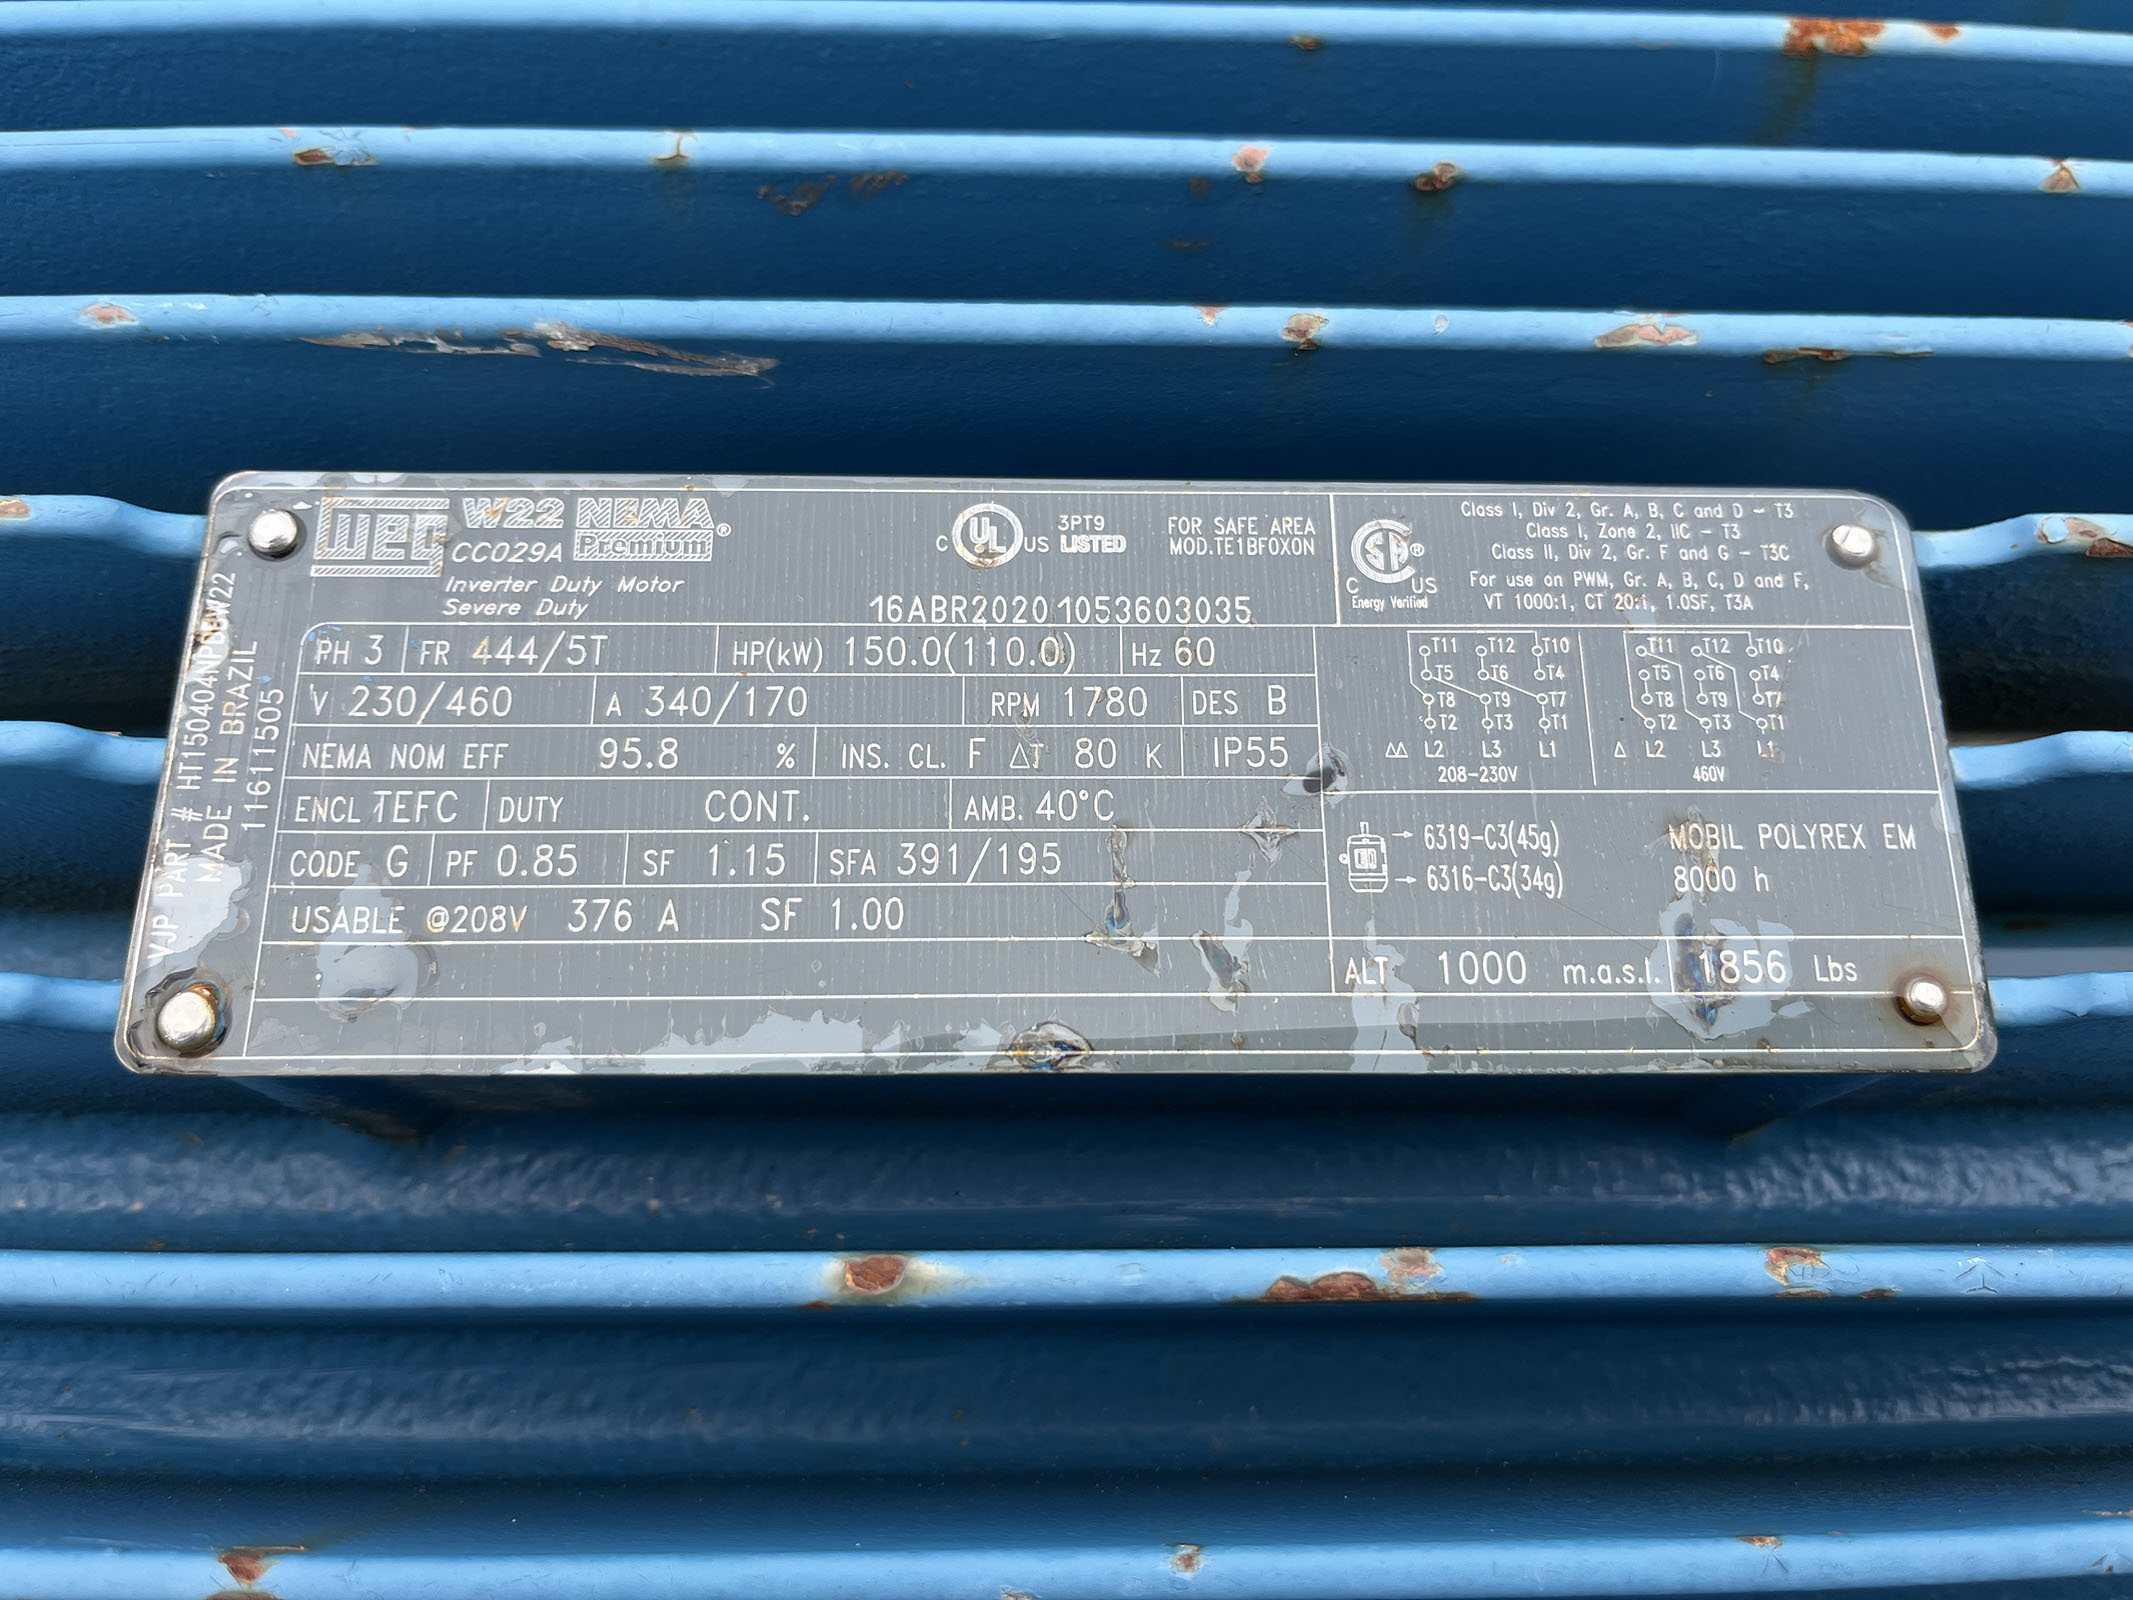 WEG W22 NEMA Premium®
CC029A
Inverter Duty Motor
Severe Duty
C UL US 3PT9 LISTED
FOR SAFE AREA
MOD.TE1BF0X0N
16ABR2020 1053603035
CSA® C US
Energy Verified
Class I, Div 2, Gr. A, B, C and D - T3
Class I, Zone 2, IIC - T3
Class II, Div 2, Gr. F and G - T3C
For use on PWM, Gr. A, B, C, D and F,
VT 1000:1, CT 20:1, 1.0SF, T3A
MADE IN BRAZIL
11611505
PH 3 FR 444/5T HP(kW) 150.0(110.0) Hz 60
V 230/460 A 340/170 RPM 1780 DES B
NEMA NOM EFF 95.8 % INS. CL. F ΔT 80 K IP55
ENCL TEFC DUTY CONT. AMB. 40°C
CODE G PF 0.85 SF 1.15 SFA 391/195
USABLE @208V 376 A SF 1.00
T11 T12 T10
T5 T6 T4
T8 T9 T7
T2 T3 T1
ΔΔ L2 L3 L1
208-230V
T11 T12 T10
T5 T6 T4
T8 T9 T7
T2 T3 T1
Δ L2 L3 L1
460V
→ 6319-C3(45g) MOBIL POLYREX EM
→ 6316-C3(34g) 8000 h
ALT 1000 m.a.s.l. 1856 Lbs
VJP PART #